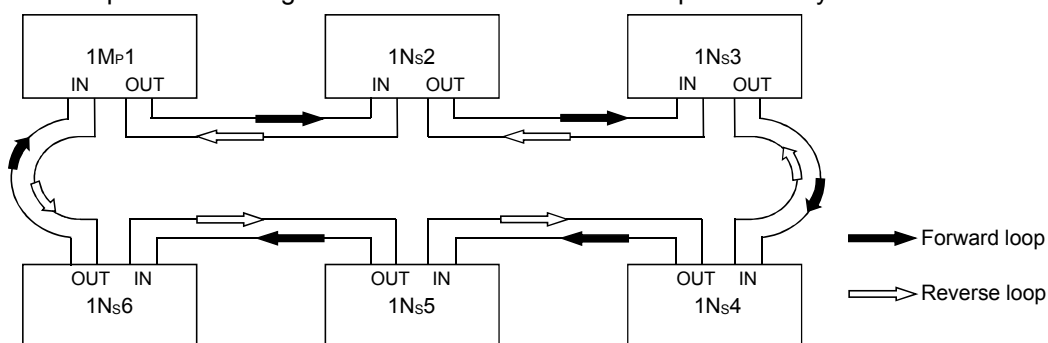 1MP1
1NS2
1NS3
IN OUT
IN OUT
IN OUT
Forward loop
OUT IN
OUT IN
OUT IN
Reverse loop
1NS6
1NS5
1NS4